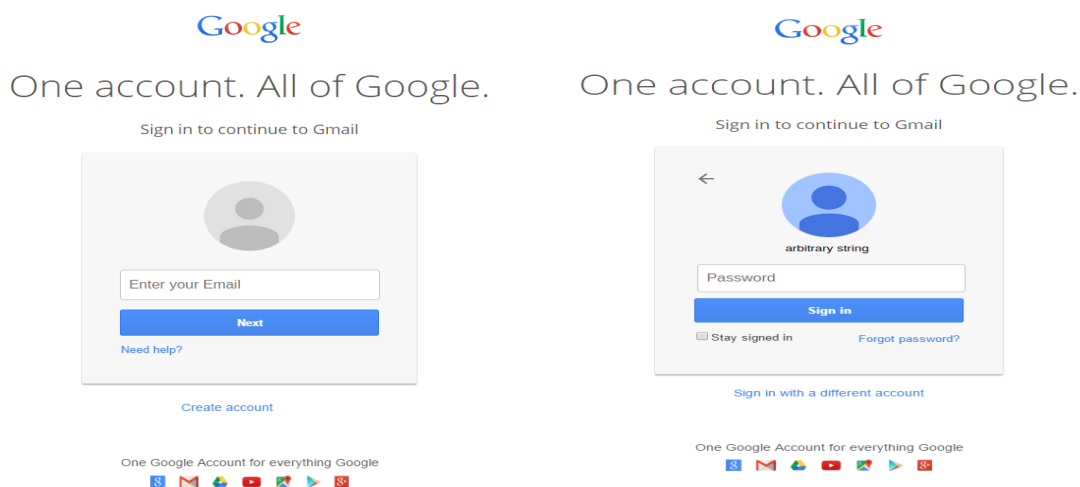 Google
One account. All of Google.
Sign in to continue to Gmail
Enter your Email
Next
Need help?
Create account
One Google Account for everything Google
Google
One account. All of Google.
Sign in to continue to Gmail
arbitrary string
Password
Sign in
Stay signed in Forgot password?
Sign in with a different account
One Google Account for everything Google